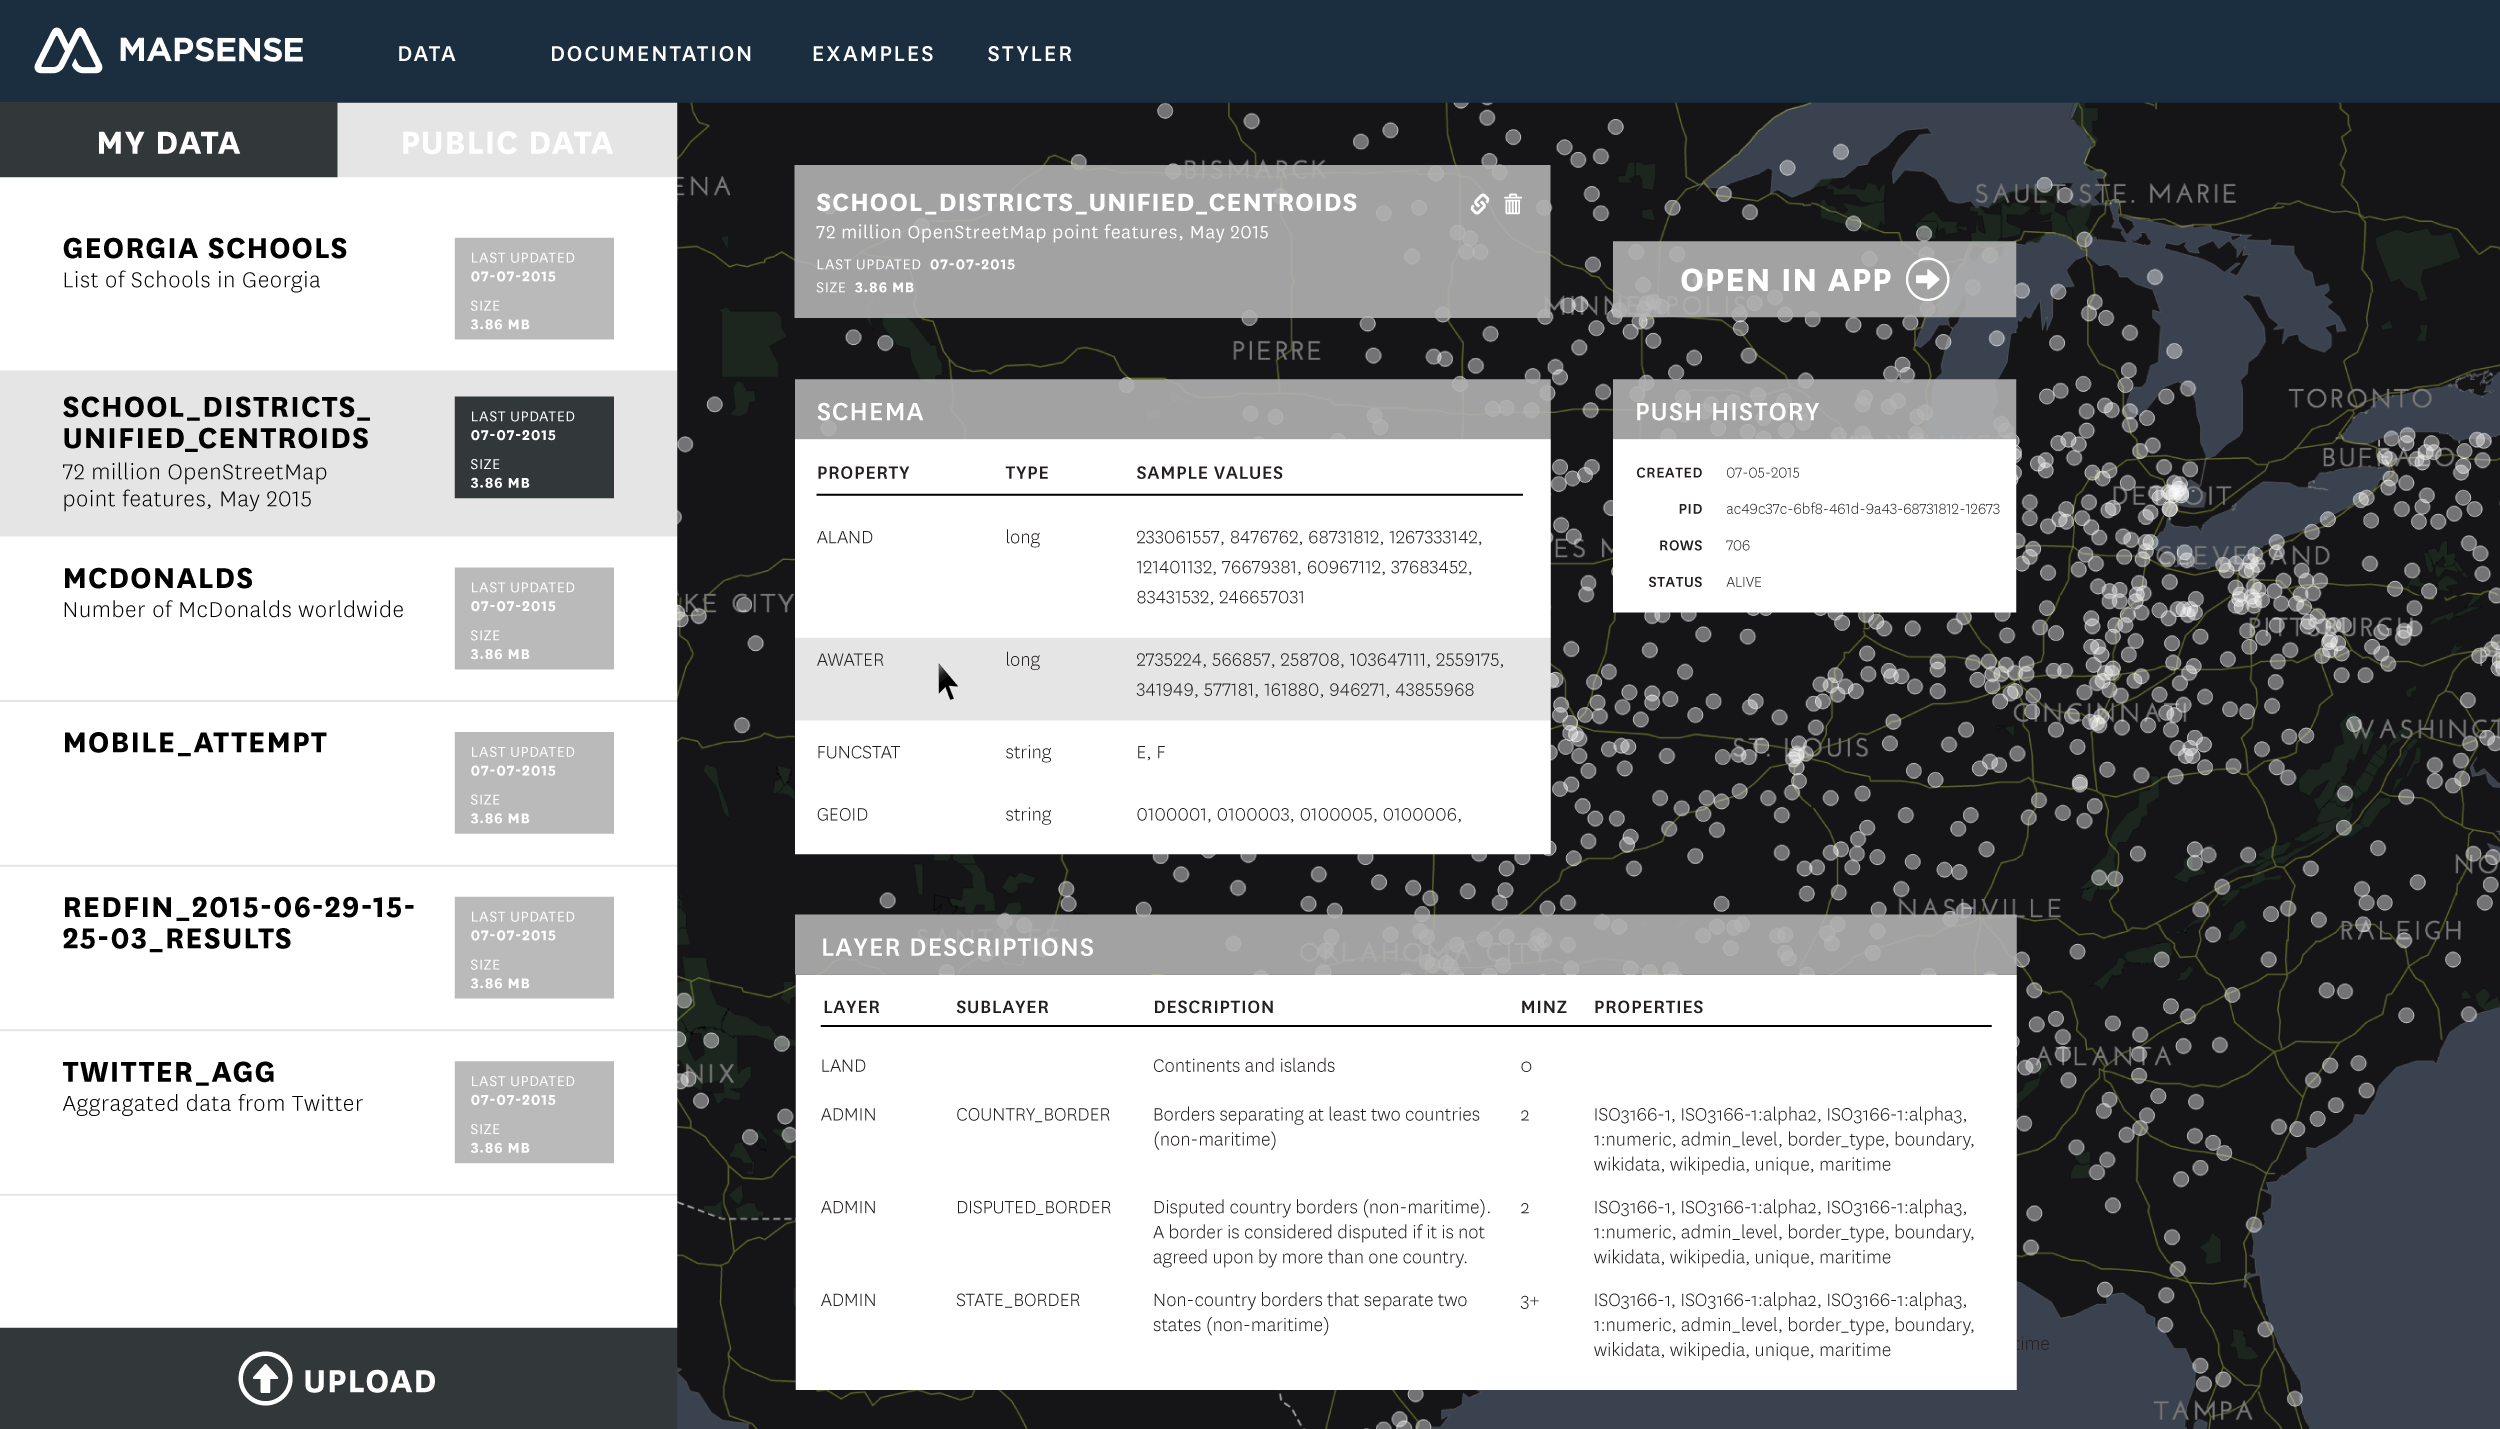 MAPSENSE
DATA
DOCUMENTATION
EXAMPLES
STYLER
MY DATA
PUBLIC DATA
GEORGIA SCHOOLS
List of Schools in Georgia
LAST UPDATED
07-07-2015
SIZE
3.86 MB
SCHOOL_DISTRICTS_
UNIFIED_CENTROIDS
72 million OpenStreetMap
point features, May 2015
LAST UPDATED
07-07-2015
SIZE
3.86 MB
MCDONALDS
Number of McDonalds worldwide
LAST UPDATED
07-07-2015
SIZE
3.86 MB
MOBILE_ATTEMPT
LAST UPDATED
07-07-2015
SIZE
3.86 MB
REDFIN_2015-06-29-15-
25-03_RESULTS
LAST UPDATED
07-07-2015
SIZE
3.86 MB
TWITTER_AGG
Aggragated data from Twitter
LAST UPDATED
07-07-2015
SIZE
3.86 MB
UPLOAD
SCHOOL_DISTRICTS_UNIFIED_CENTROIDS
72 million OpenStreetMap point features, May 2015
LAST UPDATED 07-07-2015
SIZE 3.86 MB
OPEN IN APP
SCHEMA
PROPERTY TYPE SAMPLE VALUES
ALAND long 233061557, 8476762, 68731812, 1267333142,
121401132, 76679381, 60967112, 37683452,
83431532, 246657031
AWATER long 2735224, 566857, 258708, 103647111, 2559175,
341949, 577181, 161880, 946271, 43855968
FUNCSTAT string E, F
GEOID string 0100001, 0100003, 0100005, 0100006,
PUSH HISTORY
CREATED 07-05-2015
PID ac49c37c-6bf8-461d-9a43-68731812-12673
ROWS 706
STATUS ALIVE
LAYER DESCRIPTIONS
LAYER SUBLAYER DESCRIPTION MINZ PROPERTIES
LAND Continents and islands 0
ADMIN COUNTRY_BORDER Borders separating at least two countries 2 ISO3166-1, ISO3166-1:alpha2, ISO3166-1:alpha3,
(non-maritime) 1:numeric, admin_level, border_type, boundary,
wikidata, wikipedia, unique, maritime
ADMIN DISPUTED_BORDER Disputed country borders (non-maritime). 2 ISO3166-1, ISO3166-1:alpha2, ISO3166-1:alpha3,
A border is considered disputed if it is not 1:numeric, admin_level, border_type, boundary,
agreed upon by more than one country. wikidata, wikipedia, unique, maritime
ADMIN STATE_BORDER Non-country borders that separate two 3+ ISO3166-1, ISO3166-1:alpha2, ISO3166-1:alpha3,
states (non-maritime) 1:numeric, admin_level, border_type, boundary,
wikidata, wikipedia, unique, maritime
ENA
BISMARCK
SAULT STE. MARIE
MINNEAPOLIS
PIERRE
TORONTO
BUFFALO
DETROIT
CLEVELAND
KE CITY
PITTSBURGH
CINCINNATI
WASHINGT
ST. LOUIS
NO
NASHVILLE
RALEIGH
SANTA FE
OKLAHOMA CITY
ATLANTA
NIX
time
TAMPA